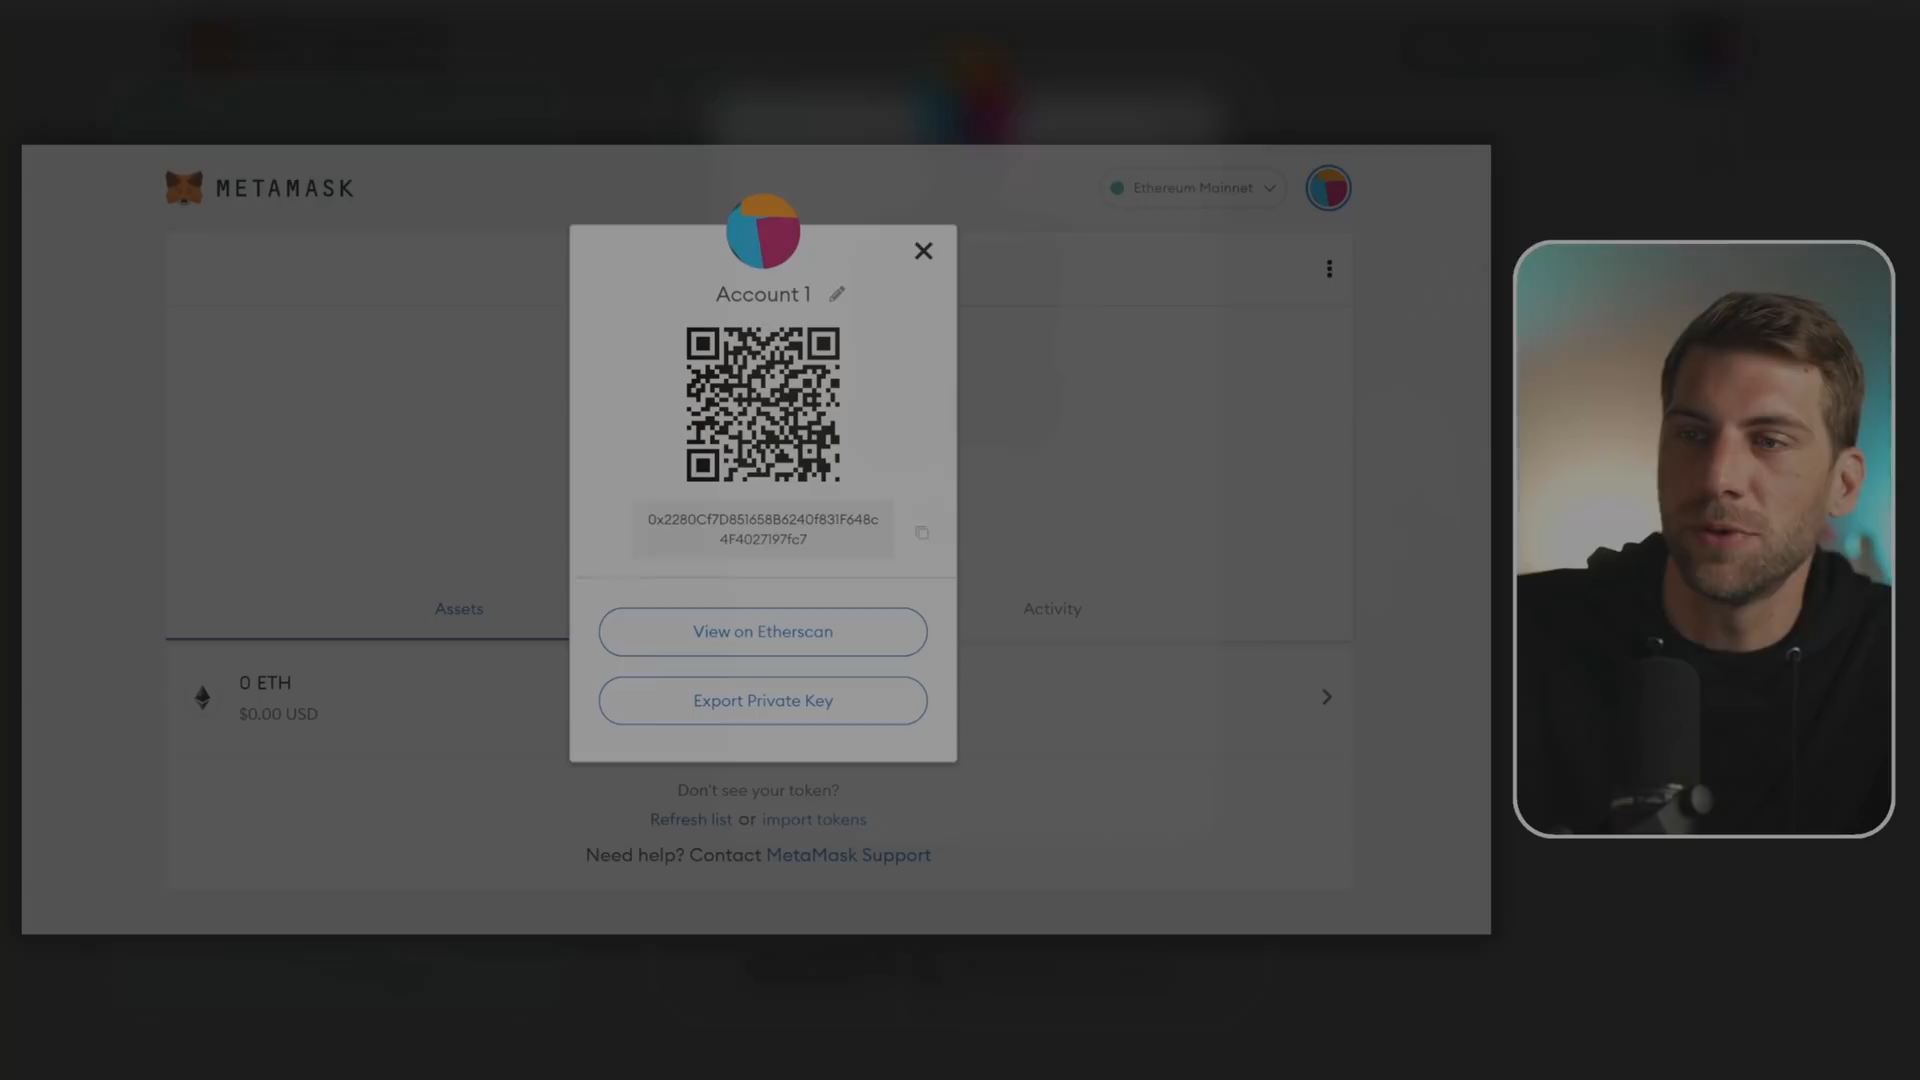 METAMASK
Ethereum Mainnet
Account 1
0x2280Cf7D851658B6240f831F648c
4F4027197fc7
View on Etherscan
Export Private Key
Assets
Activity
0 ETH
$0.00 USD
Don't see your token?
Refresh list or import tokens
Need help? Contact MetaMask Support